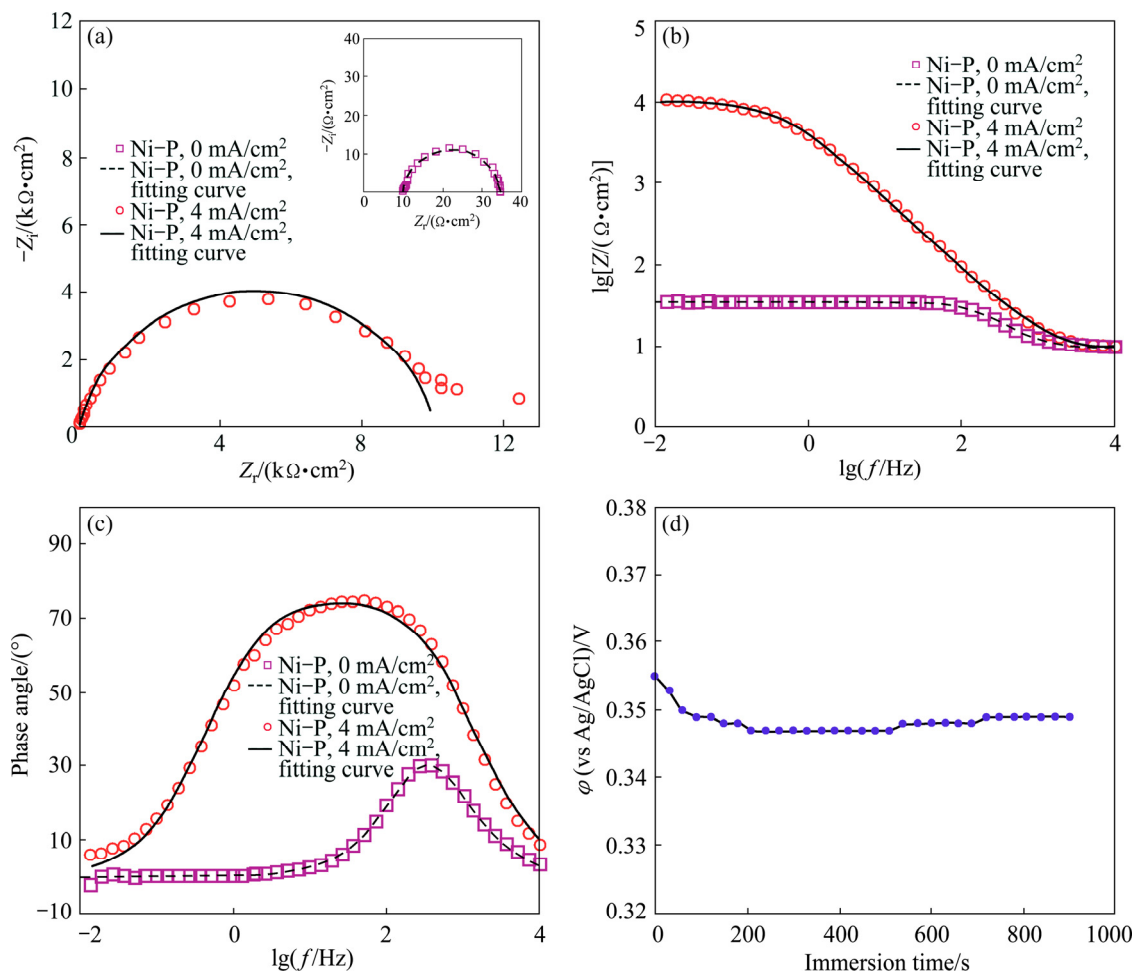 (a)
−Zi/(kΩ•cm²)
12
10
8
6
4
2
0
4
8
12
Zr/(kΩ•cm²)
Ni−P, 0 mA/cm²
Ni−P, 0 mA/cm²,
fitting curve
Ni−P, 4 mA/cm²
Ni−P, 4 mA/cm²,
fitting curve
−Zi/(Ω•cm²)
40
30
20
10
0
10
20
30
40
Zr/(Ω•cm²)
(b)
lg[Z/(Ω•cm²)]
5
4
3
2
1
0
−2
0
2
4
lg(f/Hz)
Ni−P, 0 mA/cm²
Ni−P, 0 mA/cm²,
fitting curve
Ni−P, 4 mA/cm²
Ni−P, 4 mA/cm²,
fitting curve
(c)
Phase angle/(°)
90
70
50
30
10
−10
−2
0
2
4
lg(f/Hz)
Ni−P, 0 mA/cm²
Ni−P, 0 mA/cm²,
fitting curve
Ni−P, 4 mA/cm²
Ni−P, 4 mA/cm²,
fitting curve
(d)
φ (vs Ag/AgCl)/V
0.38
0.37
0.36
0.35
0.34
0.33
0.32
0
200
400
600
800
1000
Immersion time/s